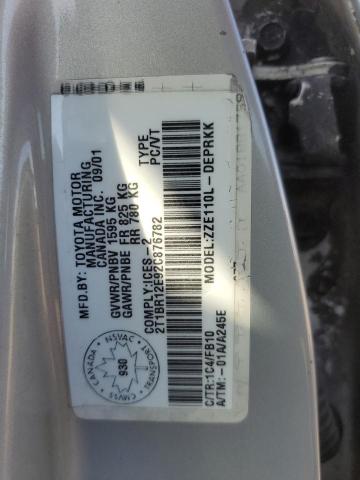 MFD.BY: TOYOTA MOTOR
MANUFACTURING
CANADA INC. 09/01
GVWR/PNBV 1595 KG
GAWR/PNBE FR 825 KG
RR 780 KG
TYPE
PC/VT
COMPLY:ICES-2
2T1BR12E92C876782
MODEL: ZZE110L-DEPRKK
C/TR:1C4/FB10
A/TM:-01A/A245E
CANADA
NSVAC
930
CMVSS